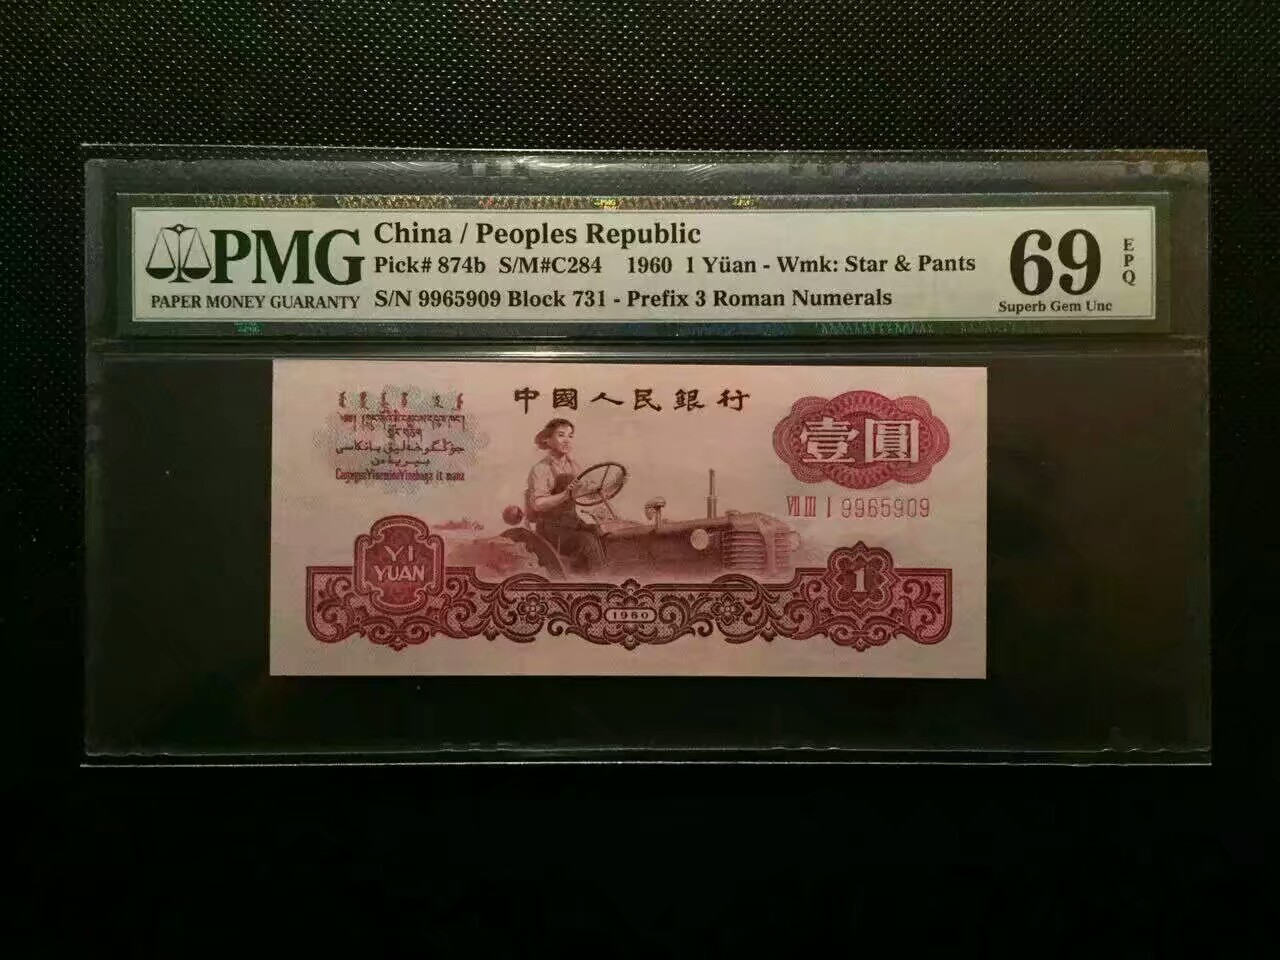 PMG
PAPER MONEY GUARANTY
China / Peoples Republic
Pick# 874b S/M#C284 1960 1 Yüan - Wmk: Star & Pants
S/N 9965909 Block 731 - Prefix 3 Roman Numerals
69
EPQ
Superb Gem Unc
中國人民銀行
壹圓
VII III I 9965909
YI
YUAN
1
1960